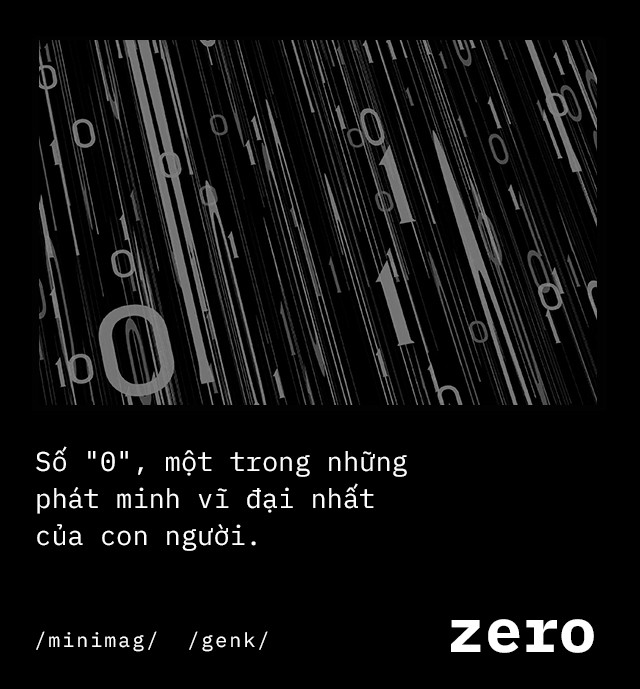 Số "0", một trong những
phát minh vĩ đại nhất
của con người.
/minimag/ /genk/
zero